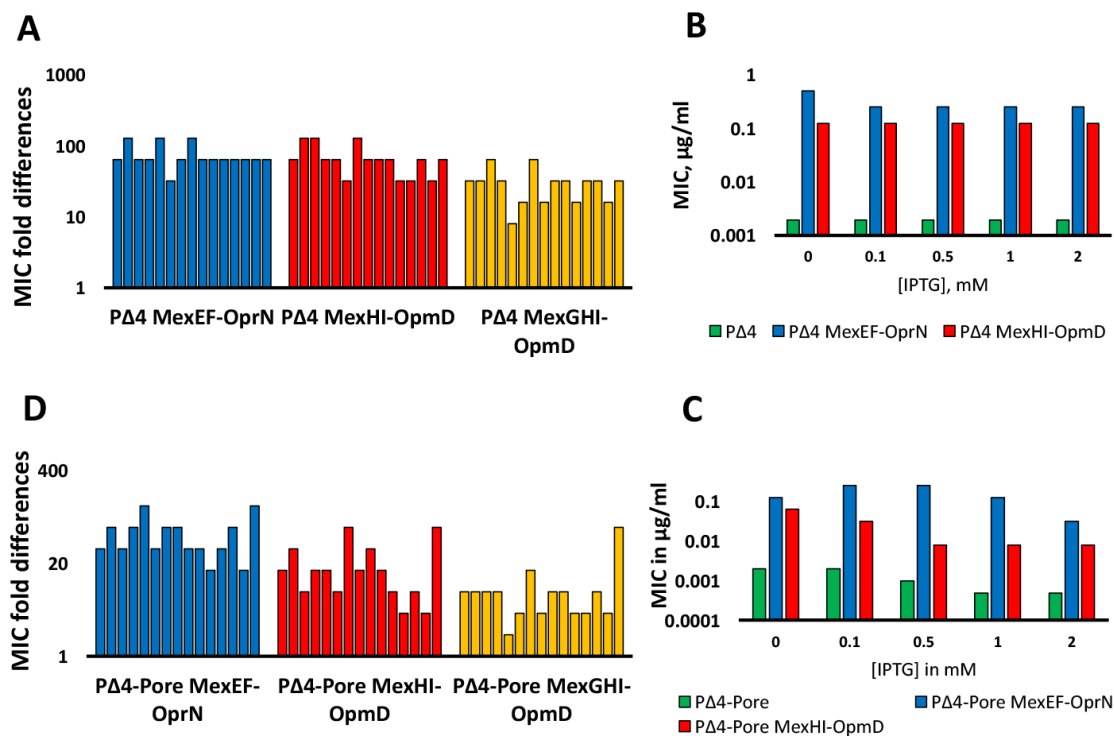 A
MIC fold differences
1000
100
10
1
PΔ4 MexEF-OprN PΔ4 MexHI-OpmD PΔ4 MexGHI-
OpmD
B
MIC, µg/ml
1
0.1
0.01
0.001
0 0.1 0.5 1 2
[IPTG], mM
PΔ4 PΔ4 MexEF-OprN PΔ4 MexHI-OpmD
D
MIC fold differences
400
20
1
PΔ4-Pore MexEF- PΔ4-Pore MexHI- PΔ4-Pore MexGHI-
OprN OpmD OpmD
C
MIC in µg/ml
0.1
0.01
0.001
0.0001
0 0.1 0.5 1 2
[IPTG] in mM
PΔ4-Pore PΔ4-Pore MexEF-OprN
PΔ4-Pore MexHI-OpmD